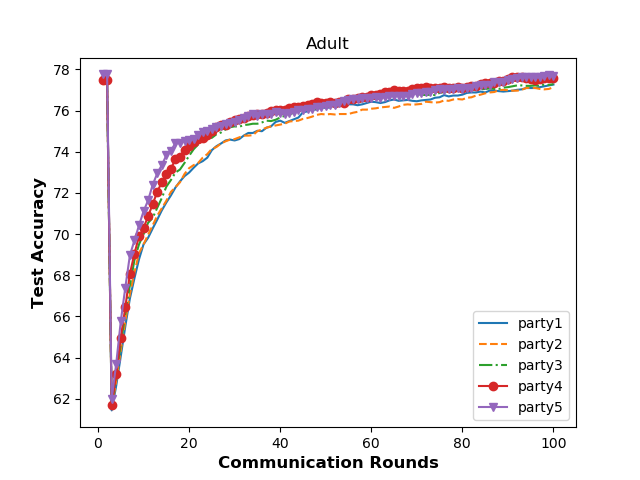 Adult
Test Accuracy
78
76
74
72
70
68
66
64
62
0 20 40 60 80 100
Communication Rounds
party1
party2
party3
party4
party5